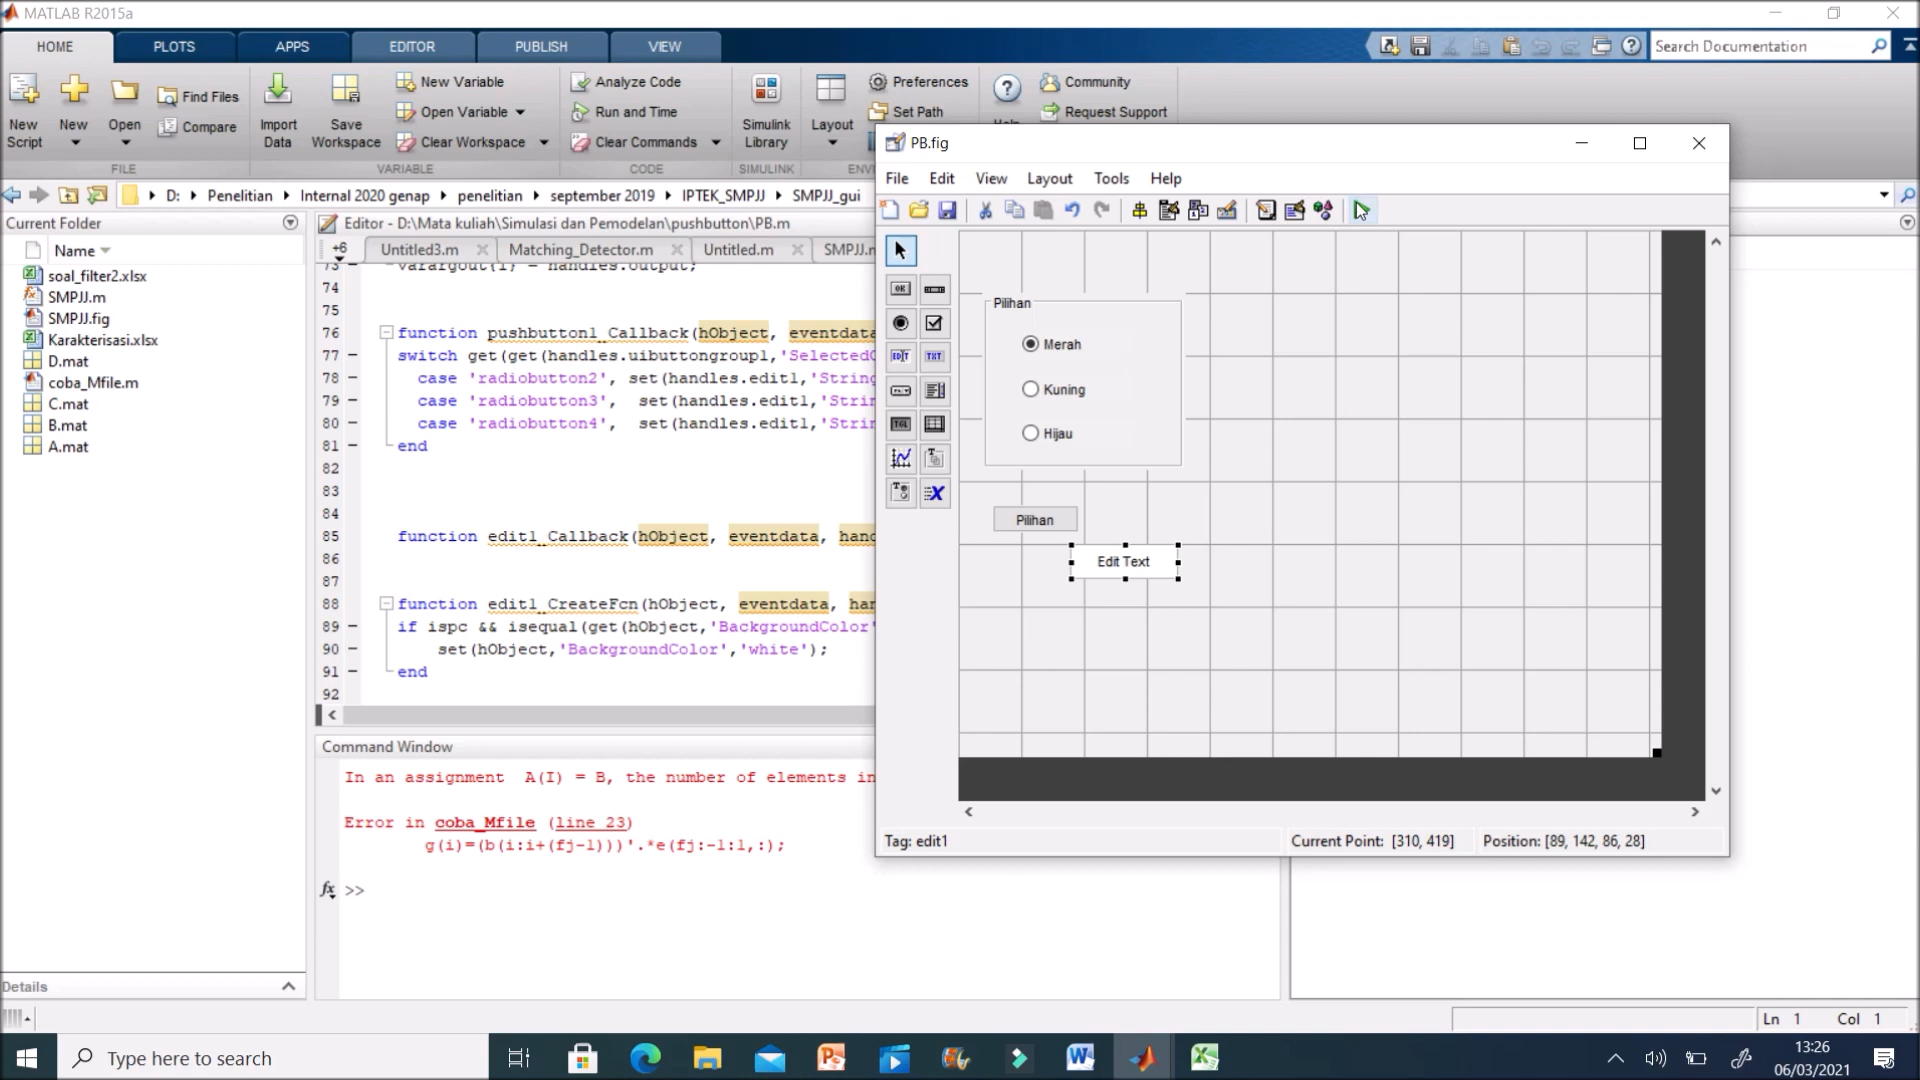 MATLAB R2015a
HOME PLOTS APPS EDITOR PUBLISH VIEW
Search Documentation
New Script
New
Open
Find Files
Compare
Import Data
Save Workspace
New Variable
Open Variable
Clear Workspace
Analyze Code
Run and Time
Clear Commands
Simulink Library
Layout
Preferences
Set Path
Community
Request Support
FILE VARIABLE CODE SIMULINK
D: Penelitian Internal 2020 genap penelitian september 2019 IPTEK_SMPJJ SMPJJ_gui
Current Folder
Name
soal_filter2.xlsx
SMPJJ.m
SMPJJ.fig
Karakterisasi.xlsx
D.mat
coba_Mfile.m
C.mat
B.mat
A.mat
Details
Editor - D:\Mata kuliah\Simulasi dan Pemodelan\pushbutton\PB.m
+6 Untitled3.m Matching_Detector.m Untitled.m SMPJJ.m
73 varargout{1} = handles.output;
74
75
76 function pushbutton1_Callback(hObject, eventdata
77 switch get(get(handles.uibuttongroup1,'Selected
78 case 'radiobutton2', set(handles.edit1,'String
79 case 'radiobutton3', set(handles.edit1,'Strin
80 case 'radiobutton4', set(handles.edit1,'Strin
81 end
82
83
84
85 function edit1_Callback(hObject, eventdata, hand
86
87
88 function edit1_CreateFcn(hObject, eventdata, han
89 if ispc && isequal(get(hObject,'BackgroundColor'
90 set(hObject,'BackgroundColor','white');
91 end
92
Command Window
In an assignment A(I) = B, the number of elements in
Error in coba_Mfile (line 23)
g(i)=(b(i:i+(fj-1)))'.*e(fj:-1:1,:);
fx >>
PB.fig
File Edit View Layout Tools Help
OK
EDIT TXT
TGL
Pilihan
Merah
Kuning
Hijau
Pilihan
Edit Text
Tag: edit1 Current Point: [310, 419] Position: [89, 142, 86, 28]
Ln 1 Col 1
Type here to search
13:26
06/03/2021